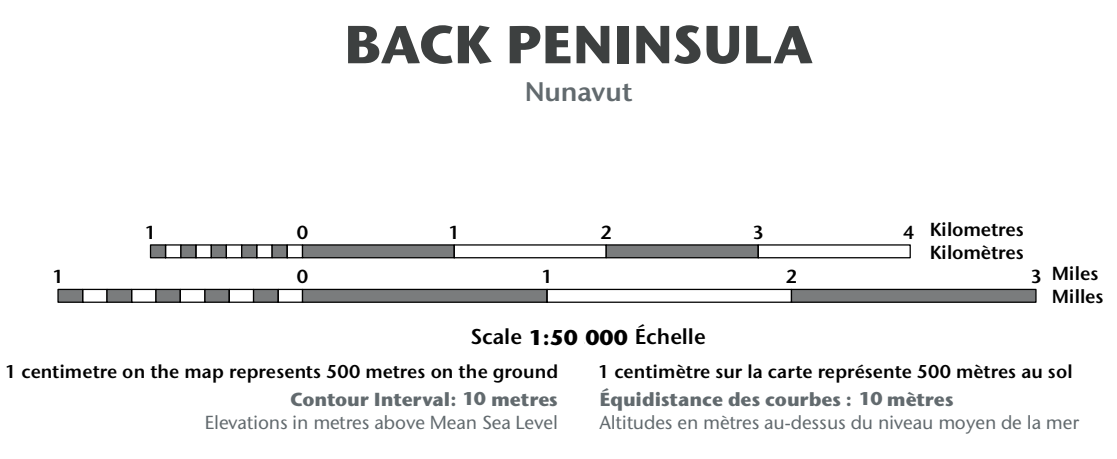 BACK PENINSULA
Nunavut
1 0 1 2 3 4 Kilometres
Kilomètres
1 0 1 2 3 Miles
Milles
Scale 1:50 000 Échelle
1 centimetre on the map represents 500 metres on the ground
1 centimètre sur la carte représente 500 mètres au sol
Contour Interval: 10 metres
Équidistance des courbes : 10 mètres
Elevations in metres above Mean Sea Level
Altitudes en mètres au-dessus du niveau moyen de la mer